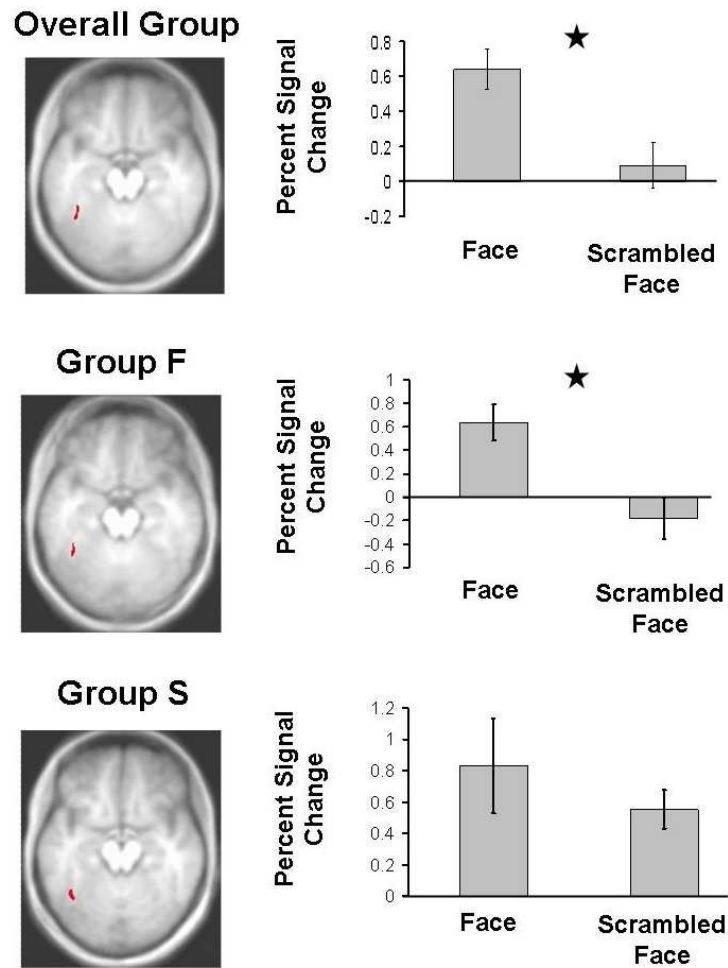 Overall Group
Percent Signal
Change
0.8
0.6
0.4
0.2
0
-0.2
★
Face
Scrambled
Face
Group F
Percent Signal
Change
1
0.8
0.6
0.4
0.2
0
-0.2
-0.4
-0.6
★
Face
Scrambled
Face
Group S
Percent Signal
Change
1.2
1
0.8
0.6
0.4
0.2
0
Face
Scrambled
Face